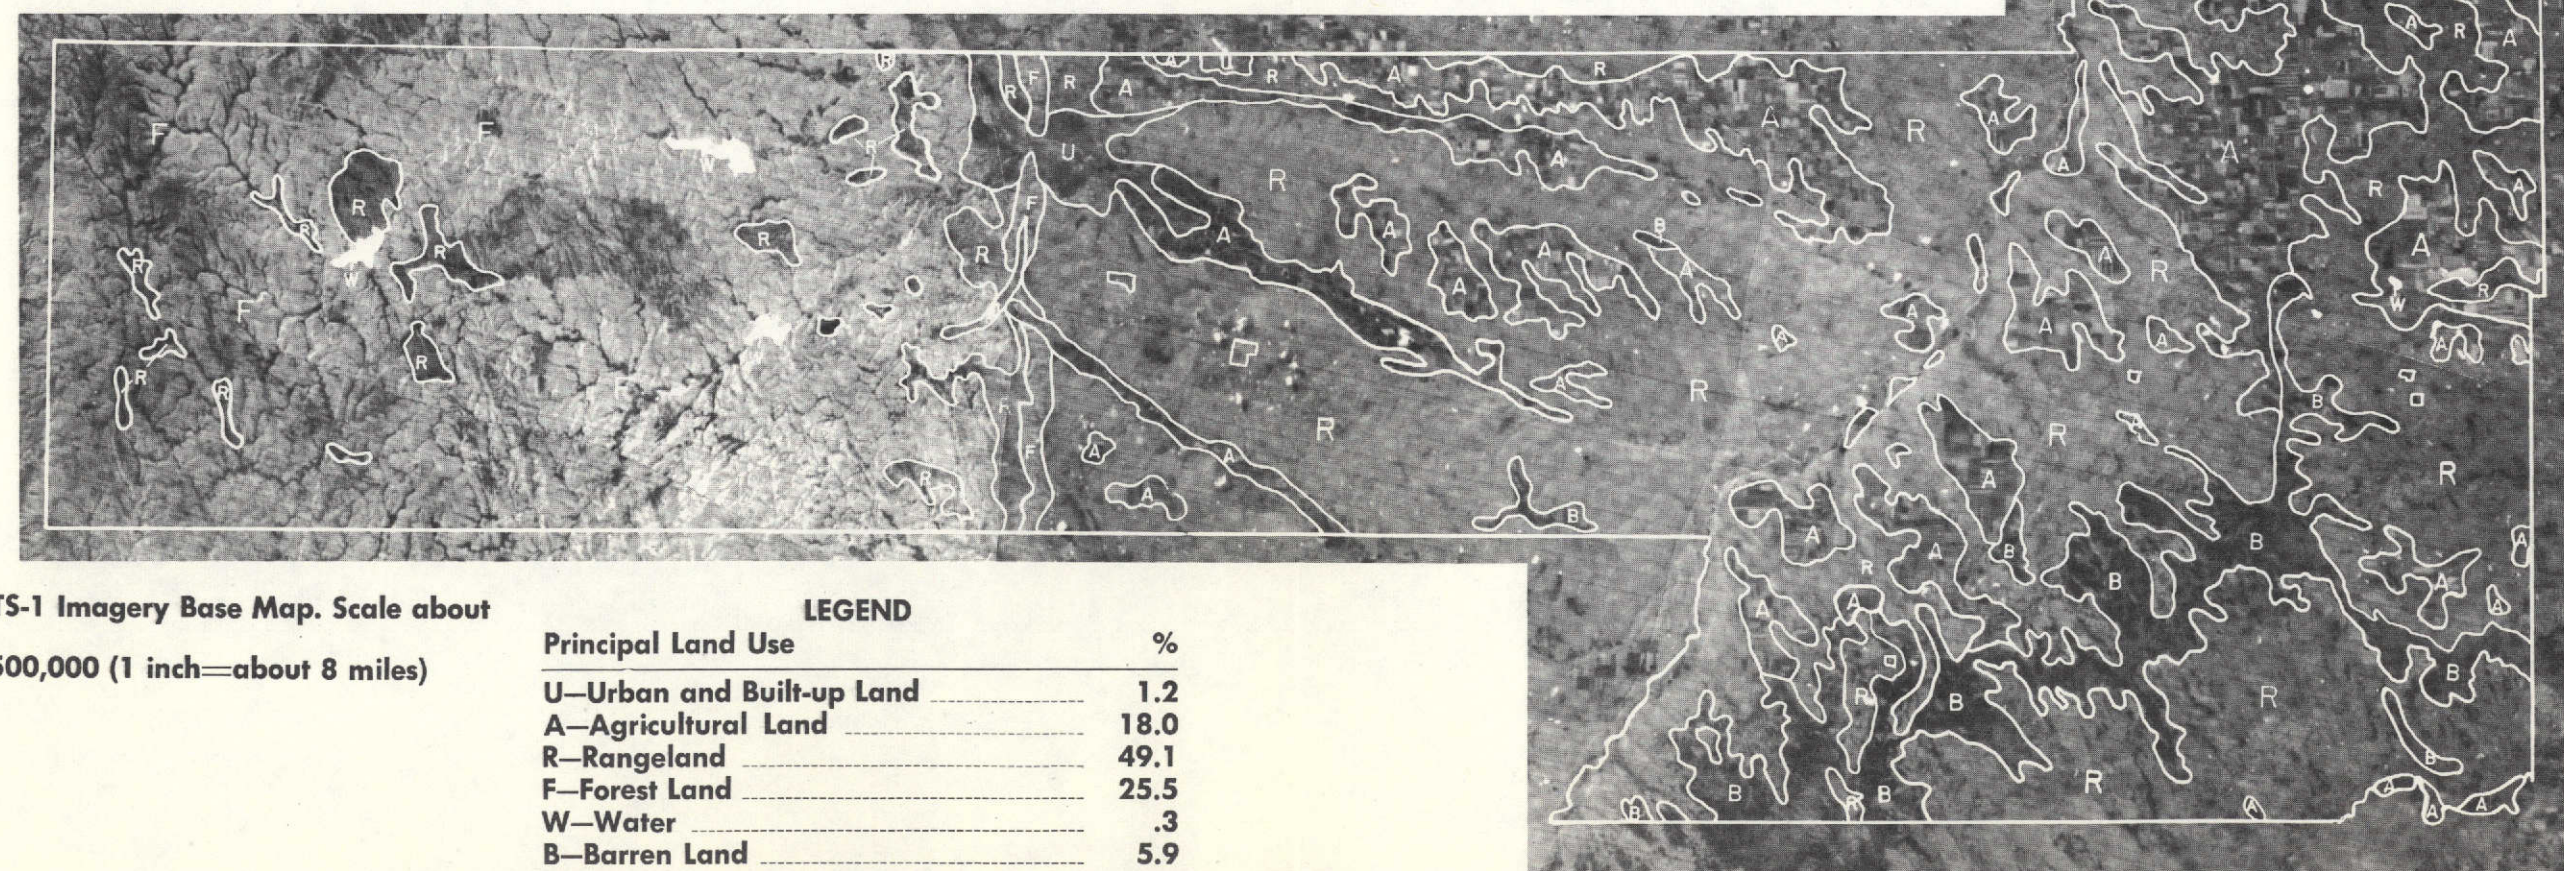 TS-1 Imagery Base Map. Scale about
500,000 (1 inch=about 8 miles)
LEGEND
Principal Land Use %
U—Urban and Built-up Land 1.2
A—Agricultural Land 18.0
R—Rangeland 49.1
F—Forest Land 25.5
W—Water .3
B—Barren Land 5.9